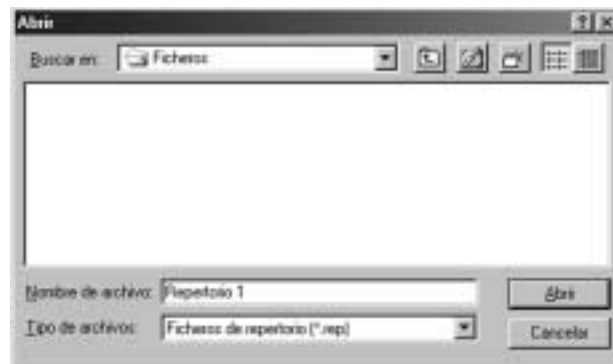 Abrir
Buscar en: Ficheros
Nombre de archivo: Repertorio 1 Abrir
Tipo de archivos: Ficheros de repertorio (*.rep) Cancelar